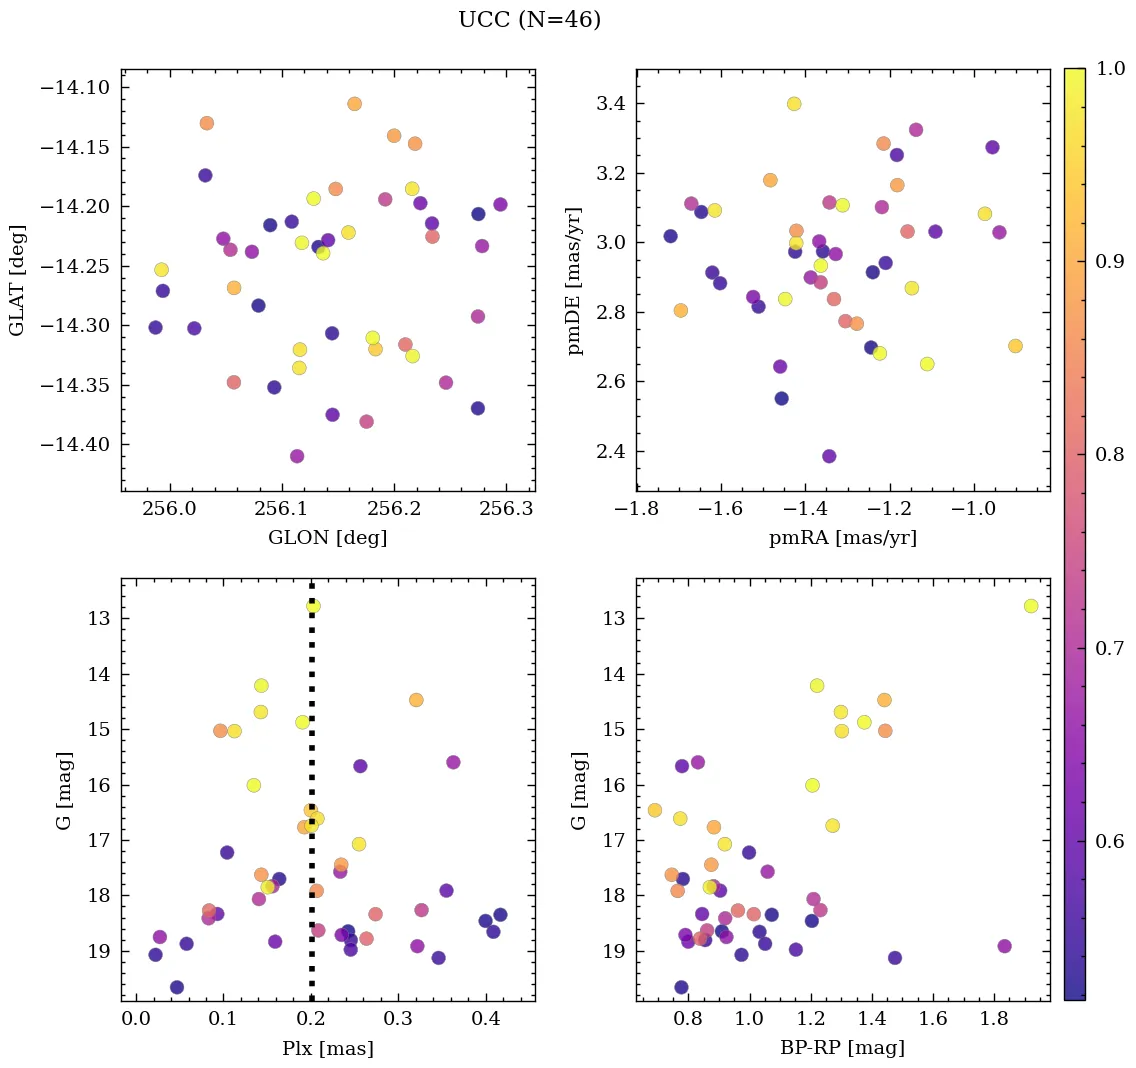 UCC (N=46)
−14.10
−14.15
−14.20
−14.25
−14.30
−14.35
−14.40
GLAT [deg]
256.0 256.1 256.2 256.3
GLON [deg]
3.4
3.2
3.0
2.8
2.6
2.4
pmDE [mas/yr]
−1.8 −1.6 −1.4 −1.2 −1.0
pmRA [mas/yr]
13
14
15
16
17
18
19
G [mag]
0.0 0.1 0.2 0.3 0.4
Plx [mas]
13
14
15
16
17
18
19
G [mag]
0.8 1.0 1.2 1.4 1.6 1.8
BP-RP [mag]
1.0
0.9
0.8
0.7
0.6